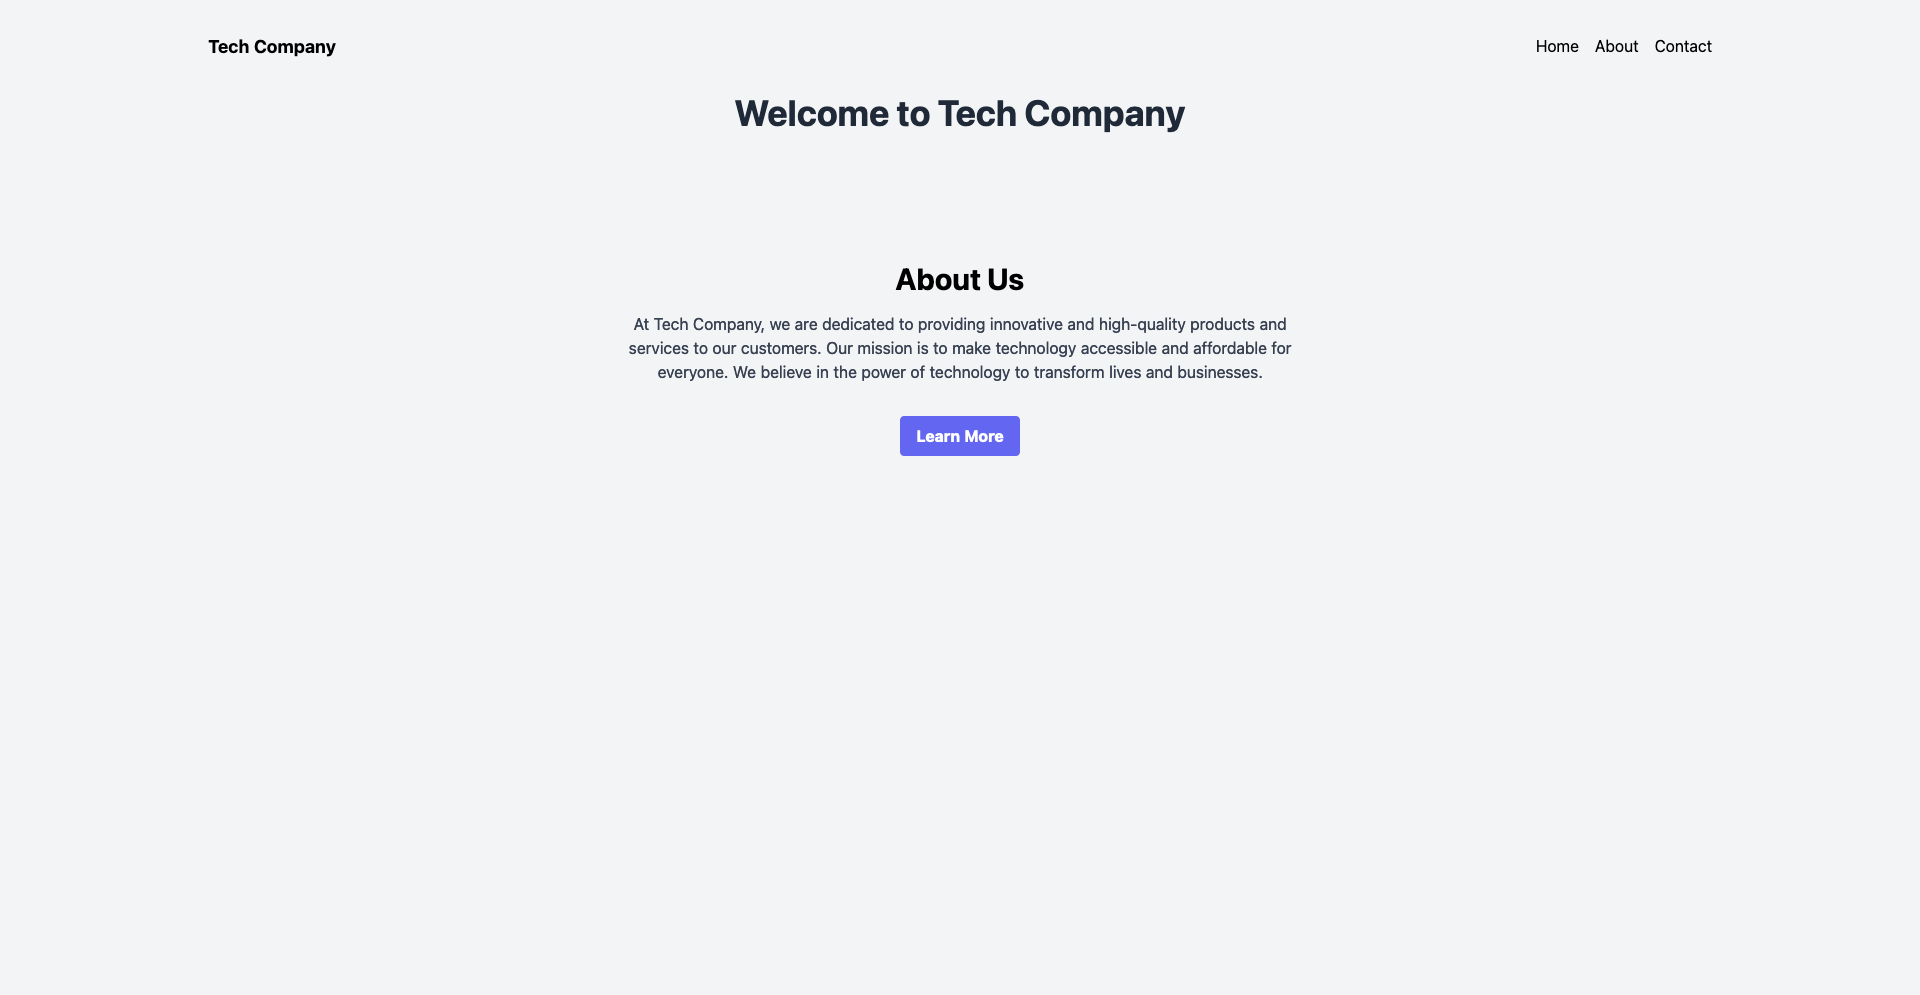 Tech Company
Home About Contact
Welcome to Tech Company
About Us
At Tech Company, we are dedicated to providing innovative and high-quality products and
services to our customers. Our mission is to make technology accessible and affordable for
everyone. We believe in the power of technology to transform lives and businesses.
Learn More